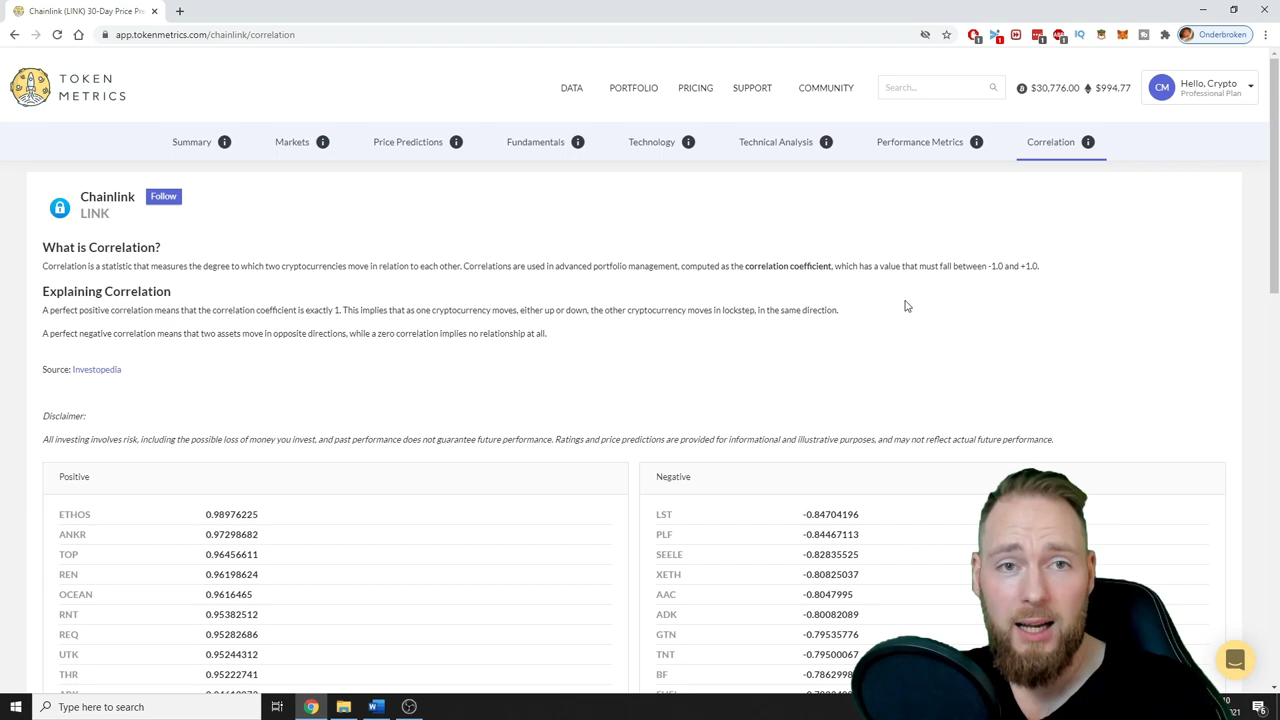 Chainlink (LINK) 30-Day Price Pre
app.tokenmetrics.com/chainlink/correlation
Onderbroken
TOKEN
METRICS
DATA
PORTFOLIO
PRICING
SUPPORT
COMMUNITY
Search...
$30,776.00
$994.77
CM
Hello, Crypto
Professional Plan
Summary
Markets
Price Predictions
Fundamentals
Technology
Technical Analysis
Performance Metrics
Correlation
Chainlink
Follow
LINK
What is Correlation?
Correlation is a statistic that measures the degree to which two cryptocurrencies move in relation to each other. Correlations are used in advanced portfolio management, computed as the correlation coefficient, which has a value that must fall between -1.0 and +1.0.
Explaining Correlation
A perfect positive correlation means that the correlation coefficient is exactly 1. This implies that as one cryptocurrency moves, either up or down, the other cryptocurrency moves in lockstep, in the same direction.
A perfect negative correlation means that two assets move in opposite directions, while a zero correlation implies no relationship at all.
Source: Investopedia
Disclaimer:
All investing involves risk, including the possible loss of money you invest, and past performance does not guarantee future performance. Ratings and price predictions are provided for informational and illustrative purposes, and may not reflect actual future performance.
Positive
ETHOS 0.98976225
ANKR 0.97298682
TOP 0.96456611
REN 0.96198624
OCEAN 0.9616465
RNT 0.95382512
REQ 0.95282686
UTK 0.95244312
THR 0.95222741
Negative
LST -0.84704196
PLF -0.84467113
SEELE -0.82835525
XETH -0.80825037
AAC -0.8047995
ADK -0.80082089
GTN -0.79535776
TNT -0.79500067
BF -0.7862998
Type here to search